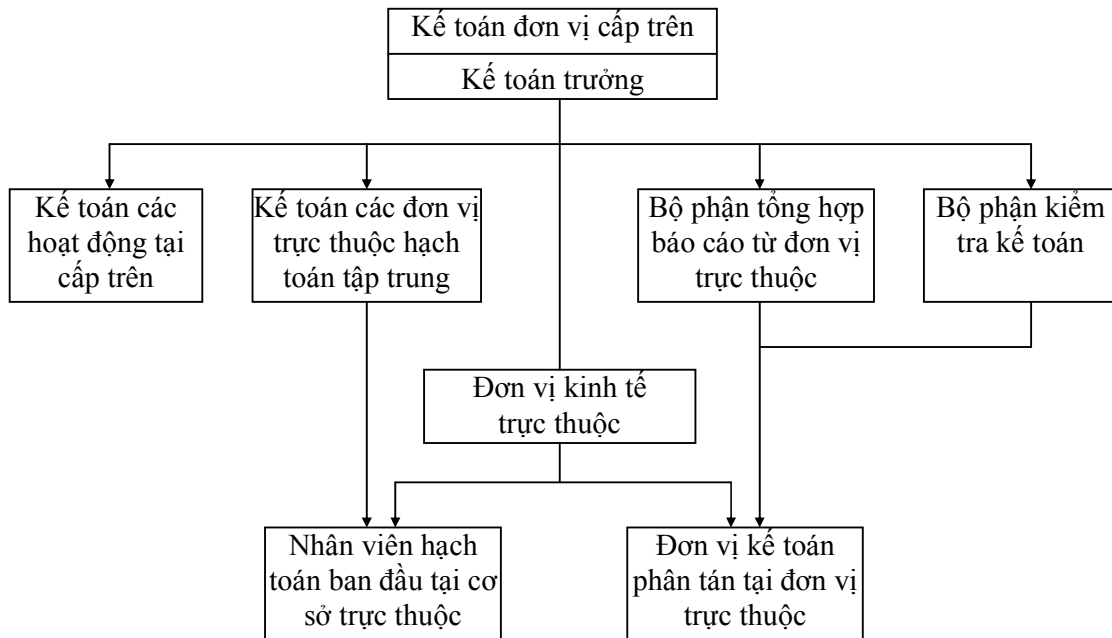 Kế toán đơn vị cấp trên
Kế toán trưởng
Kế toán các
hoạt động tại
cấp trên
Kế toán các đơn vị
trực thuộc hạch
toán tập trung
Bộ phận tổng hợp
báo cáo từ đơn vị
trực thuộc
Bộ phận kiểm
tra kế toán
Đơn vị kinh tế
trực thuộc
Nhân viên hạch
toán ban đầu tại cơ
sở trực thuộc
Đơn vị kế toán
phân tán tại đơn vị
trực thuộc